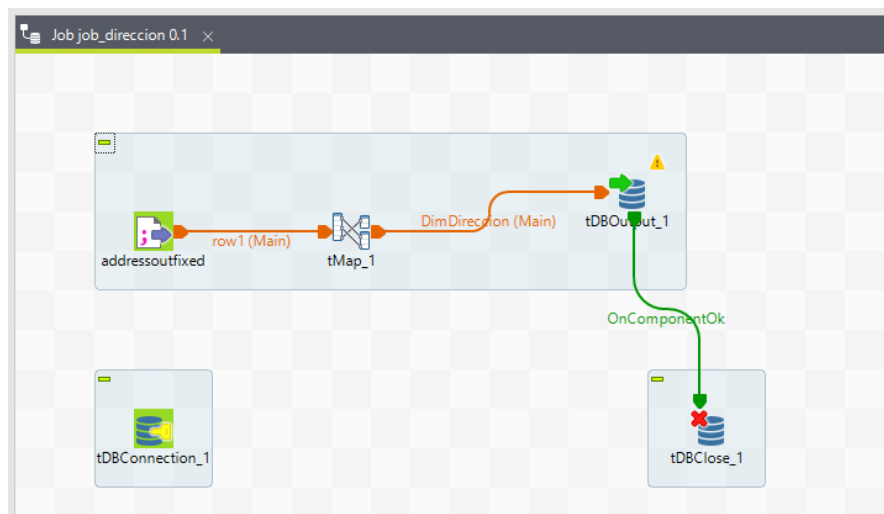 Job job_direccion 0.1
row1 (Main)
DimDireccion (Main)
tDBOutput_1
addressoutfixed
tMap_1
OnComponentOk
tDBConnection_1
tDBClose_1